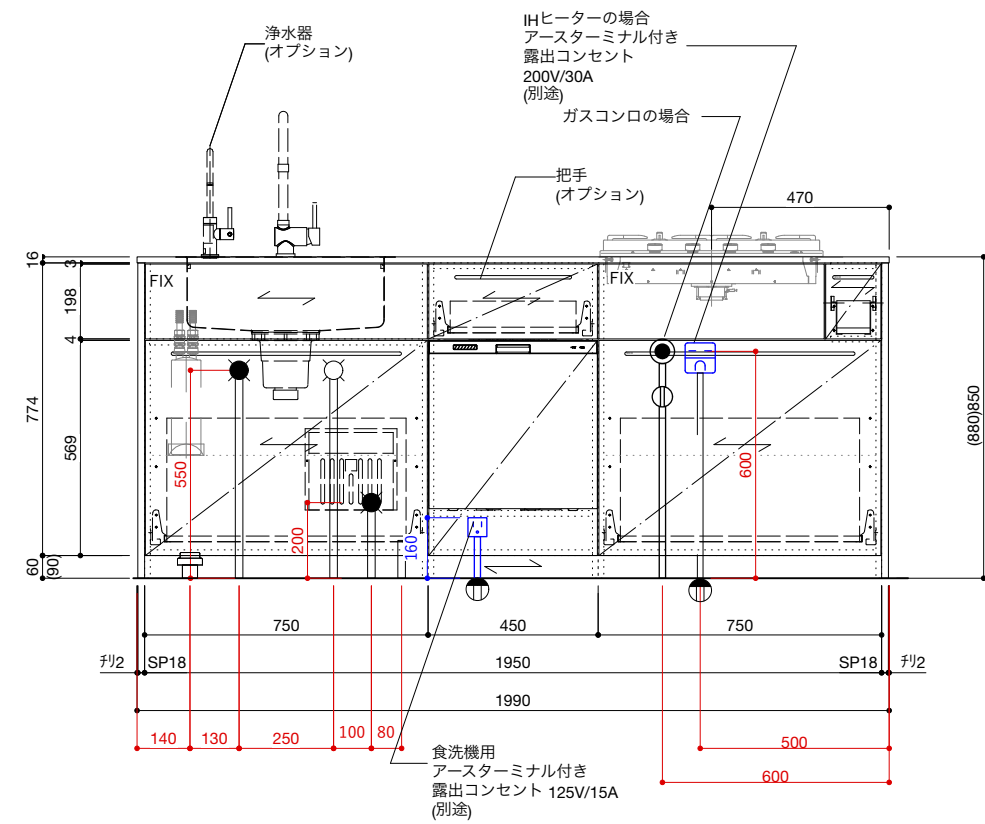 浄水器
(オプション)
IHヒーターの場合
アースターミナル付き
露出コンセント
200V/30A
(別途)
ガスコンロの場合
把手
(オプション)
470
16
3
FIX
FIX
198
4
774
569
550
200
160
600
(880)850
60
(90)
750
450
750
チリ2
SP18
1950
SP18
チリ2
1990
140
130
250
100
80
500
600
食洗機用
アースターミナル付き
露出コンセント 125V/15A
(別途)